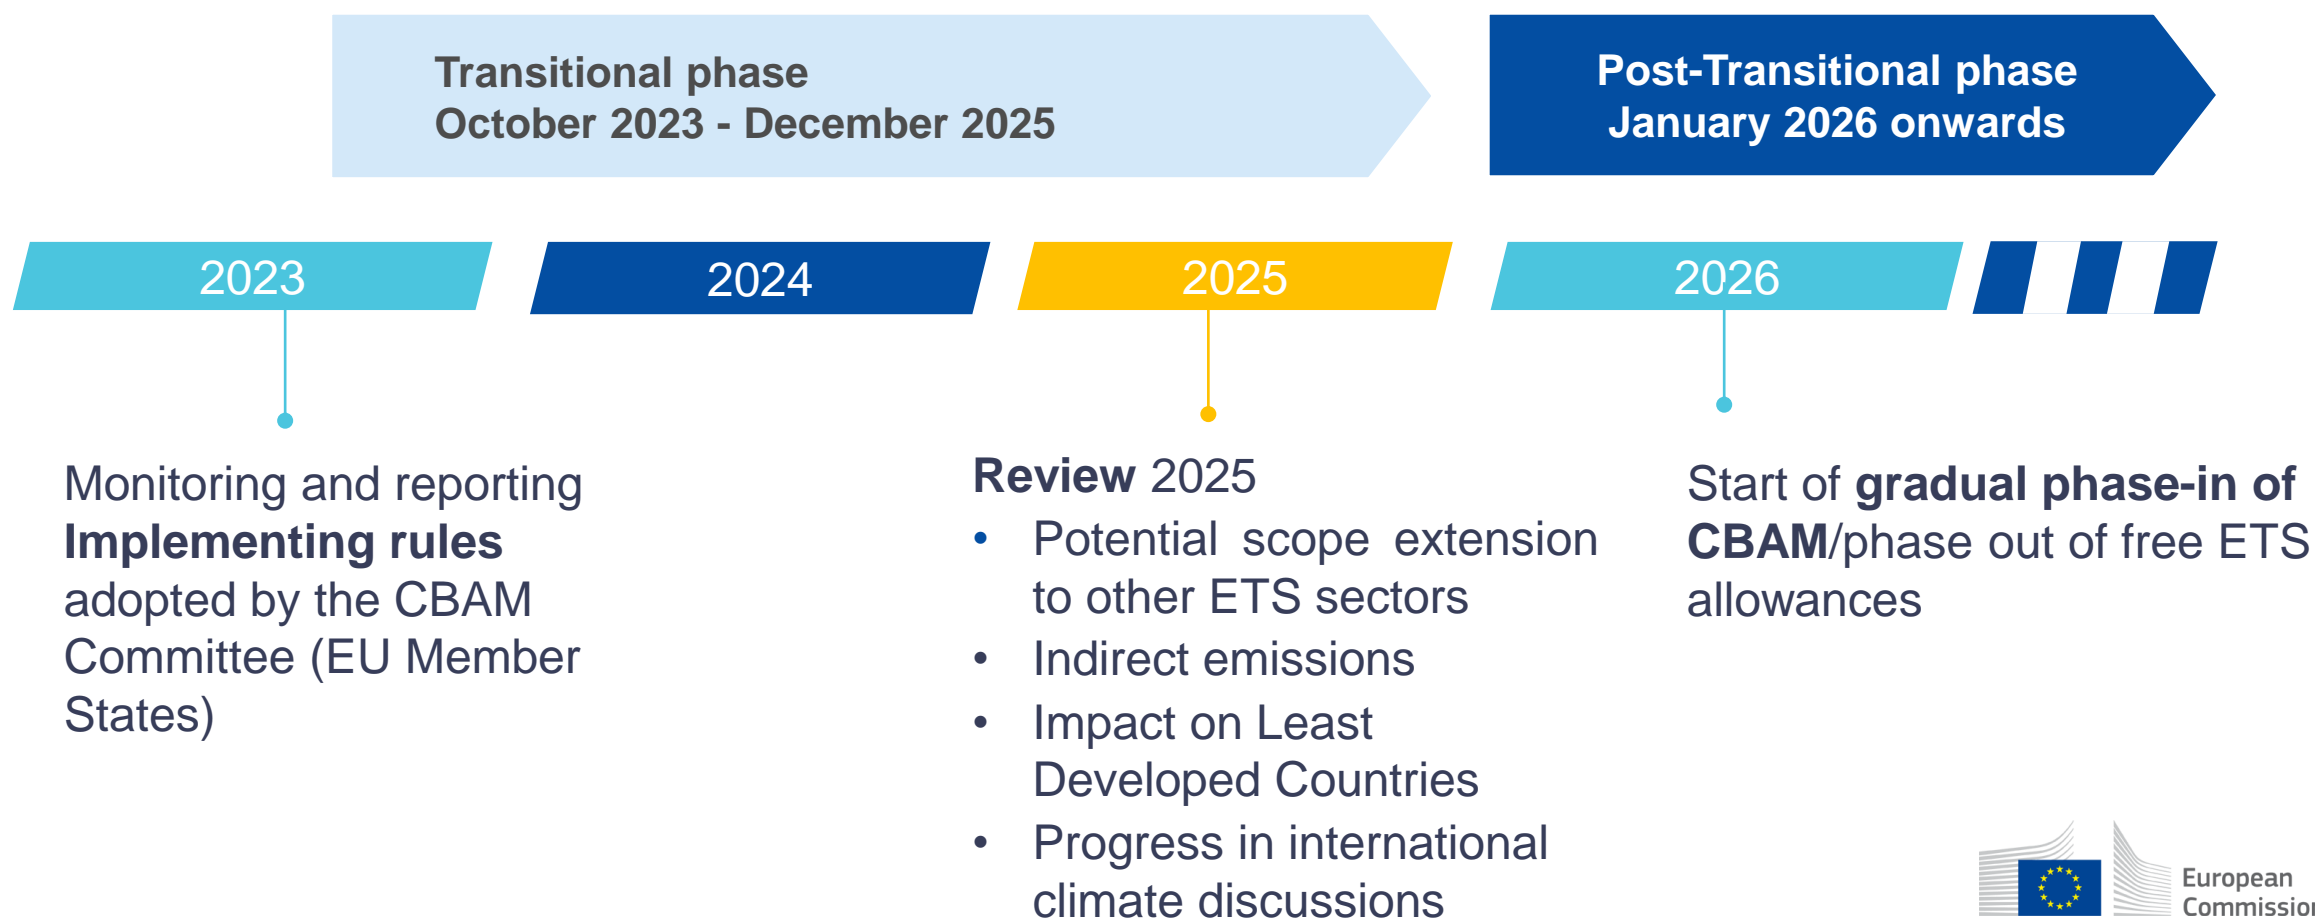 Transitional phase
October 2023 - December 2025
Post-Transitional phase
January 2026 onwards
2023
2024
2025
2026
Monitoring and reporting
Implementing rules
adopted by the CBAM
Committee (EU Member
States)
Review 2025
• Potential scope extension
to other ETS sectors
• Indirect emissions
• Impact on Least
Developed Countries
• Progress in international
climate discussions
Start of gradual phase-in of
CBAM/phase out of free ETS
allowances
European
Commission